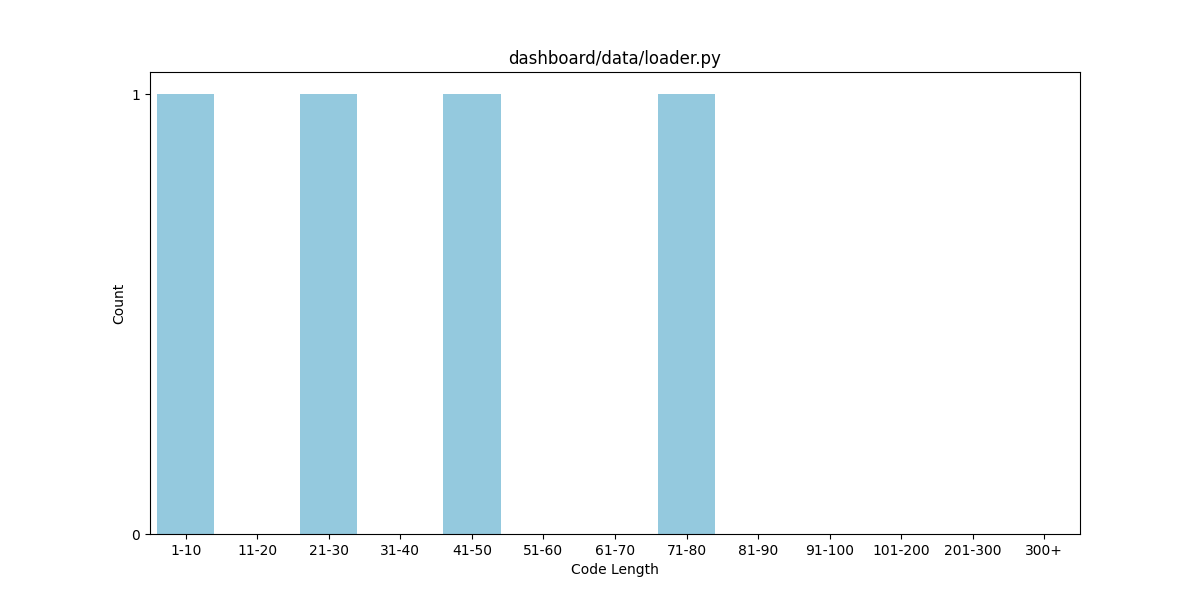 dashboard/data/loader.py
1
Count
0
1-10 11-20 21-30 31-40 41-50 51-60 61-70 71-80 81-90 91-100 101-200 201-300 300+
Code Length